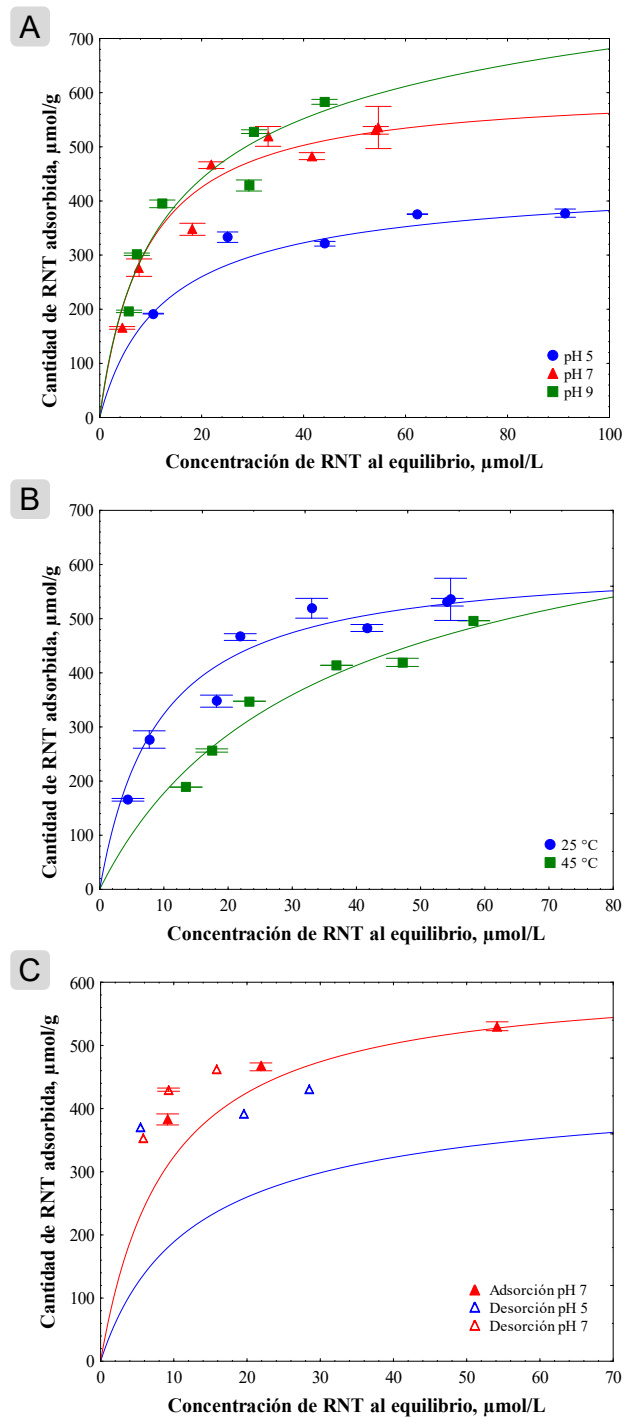 A
700
600
500
400
300
200
100
0
Cantidad de RNT adsorbida, µmol/g
pH 5
pH 7
pH 9
0 20 40 60 80 100
Concentración de RNT al equilibrio, µmol/L
B
700
600
500
400
300
200
100
0
Cantidad de RNT adsorbida, µmol/g
25 °C
45 °C
0 10 20 30 40 50 60 70 80
Concentración de RNT al equilibrio, µmol/L
C
600
500
400
300
200
100
0
Cantidad de RNT adsorbida, µmol/g
Adsorción pH 7
Desorción pH 5
Desorción pH 7
0 10 20 30 40 50 60 70
Concentración de RNT al equilibrio, µmol/L